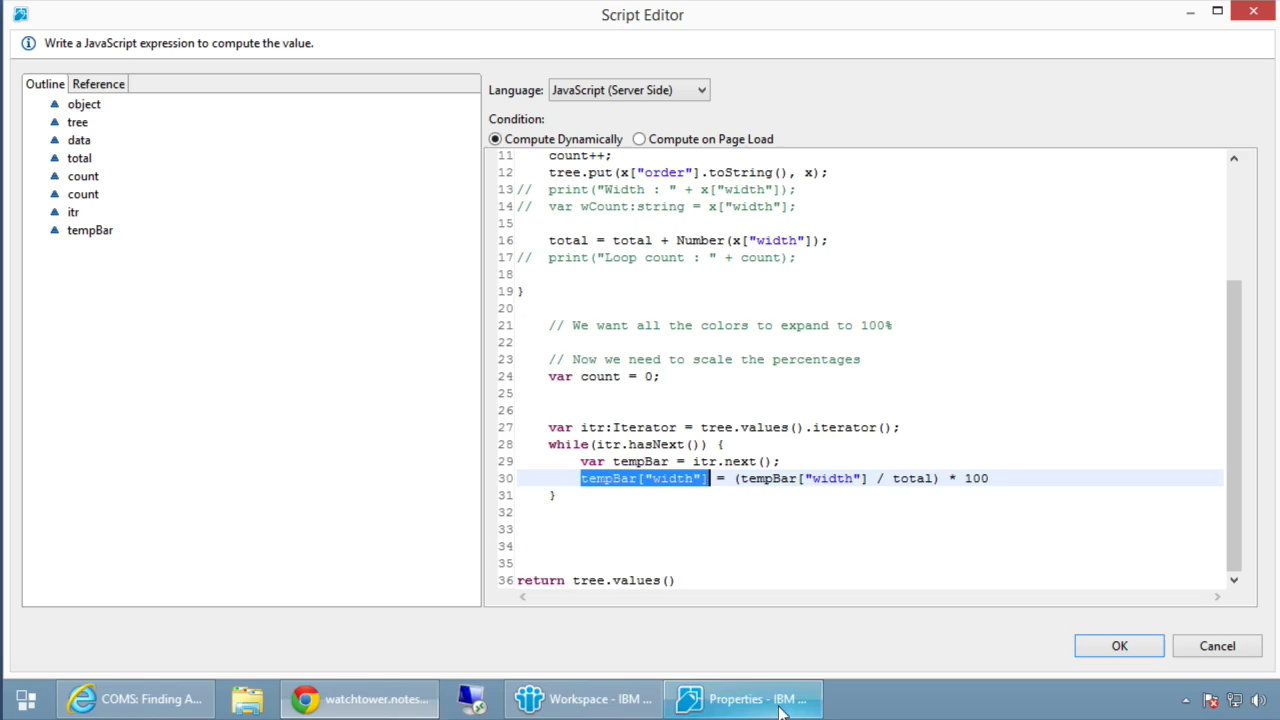 Script Editor
Write a JavaScript expression to compute the value.
Outline Reference
object
tree
data
total
count
count
itr
tempBar
Language: JavaScript (Server Side)
Condition:
Compute Dynamically Compute on Page Load
11 count++;
12 tree.put(x["order"].toString(), x);
13 // print("Width : " + x["width"]);
14 // var wCount:string = x["width"];
15
16 total = total + Number(x["width"]);
17 // print("Loop count : " + count);
18
19 }
20
21 // We want all the colors to expand to 100%
22
23 // Now we need to scale the percentages
24 var count = 0;
25
26
27 var itr:Iterator = tree.values().iterator();
28 while(itr.hasNext()) {
29 var tempBar = itr.next();
30 tempBar["width"] = (tempBar["width"] / total) * 100
31 }
32
33
34
35
36 return tree.values()
OK Cancel
COMS: Finding A... watchtower.notes... Workspace - IBM ... Properties - IBM ...